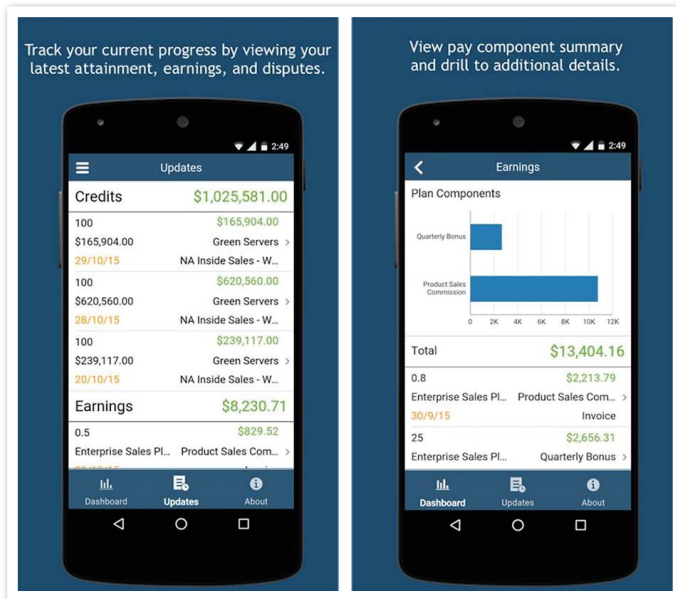 Track your current progress by viewing your
latest attainment, earnings, and disputes.
2:49
Updates
Credits $1,025,581.00
100 $165,904.00
$165,904.00 Green Servers >
29/10/15 NA Inside Sales - W...
100 $620,560.00
$620,560.00 Green Servers >
28/10/15 NA Inside Sales - W...
100 $239,117.00
$239,117.00 Green Servers >
20/10/15 NA Inside Sales - W...
Earnings $8,230.71
0.5 $829.52
Enterprise Sales Pl... Product Sales Com... >
Dashboard Updates About
View pay component summary
and drill to additional details.
2:49
Earnings
Plan Components
Quarterly Bonus
Product Sales
Commission
0 2K 4K 6K 8K 10K 12K
Total $13,404.16
0.8 $2,213.79
Enterprise Sales Pl... Product Sales Com... >
30/9/15 Invoice
25 $2,656.31
Enterprise Sales Pl... Quarterly Bonus >
Dashboard Updates About